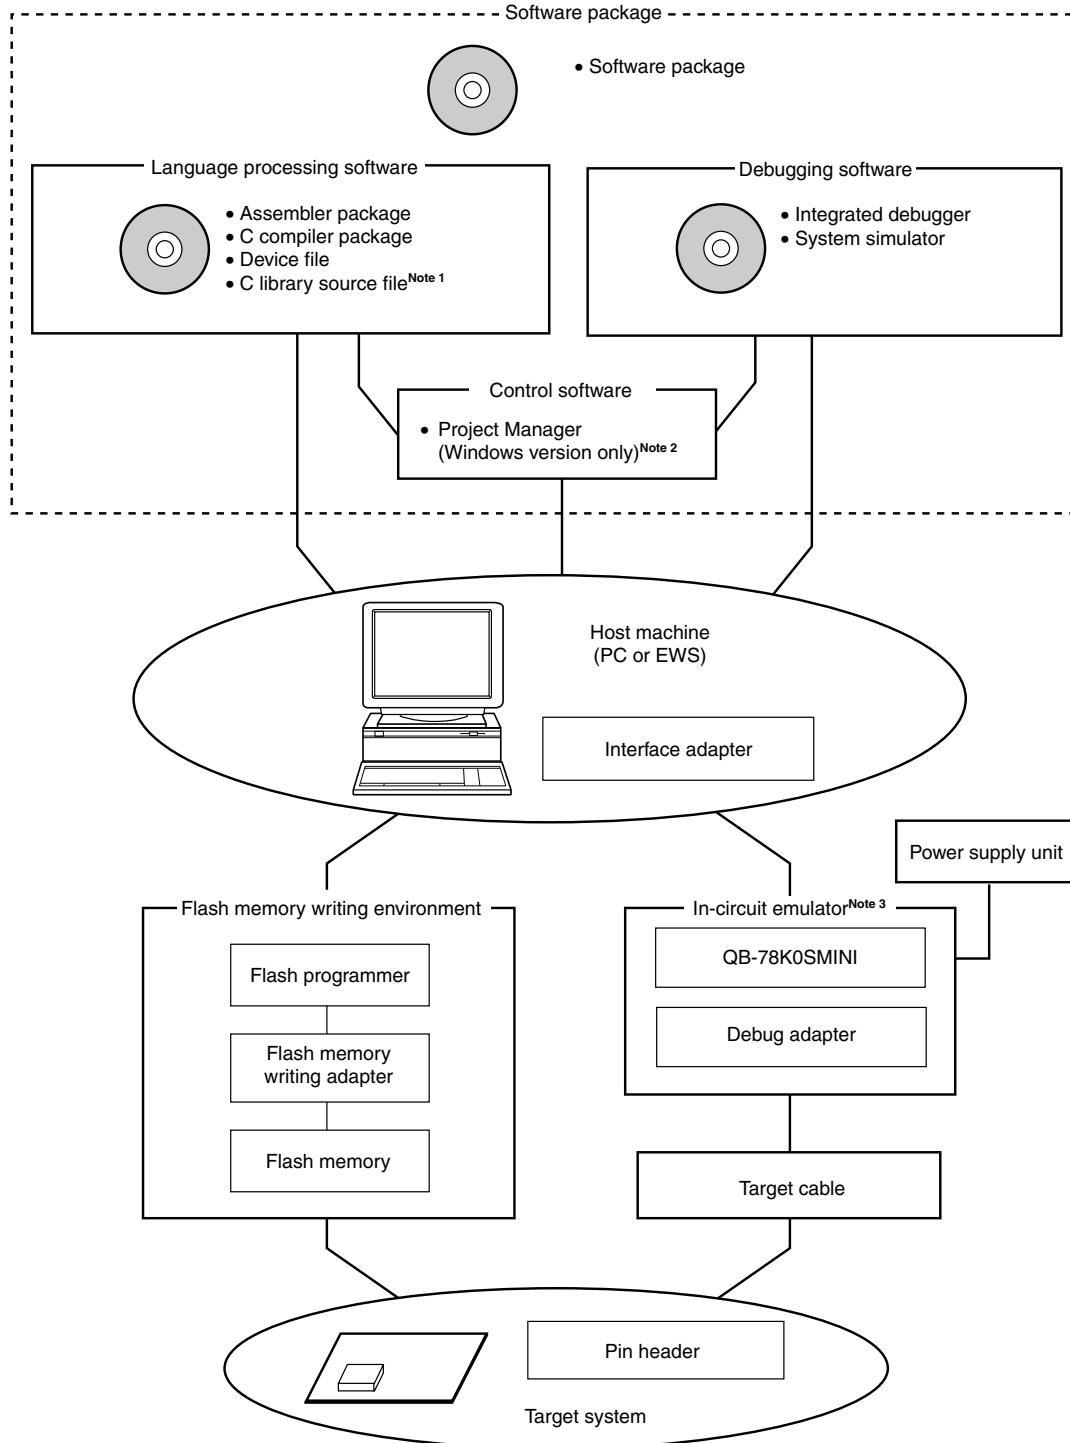 Software package
• Software package
Language processing software
• Assembler package
• C compiler package
• Device file
• C library source fileNote 1
Debugging software
• Integrated debugger
• System simulator
Control software
• Project Manager
(Windows version only)Note 2
Host machine
(PC or EWS)
Interface adapter
Power supply unit
Flash memory writing environment
Flash programmer
Flash memory
writing adapter
Flash memory
In-circuit emulatorNote 3
QB-78K0SMINI
Debug adapter
Target cable
Pin header
Target system